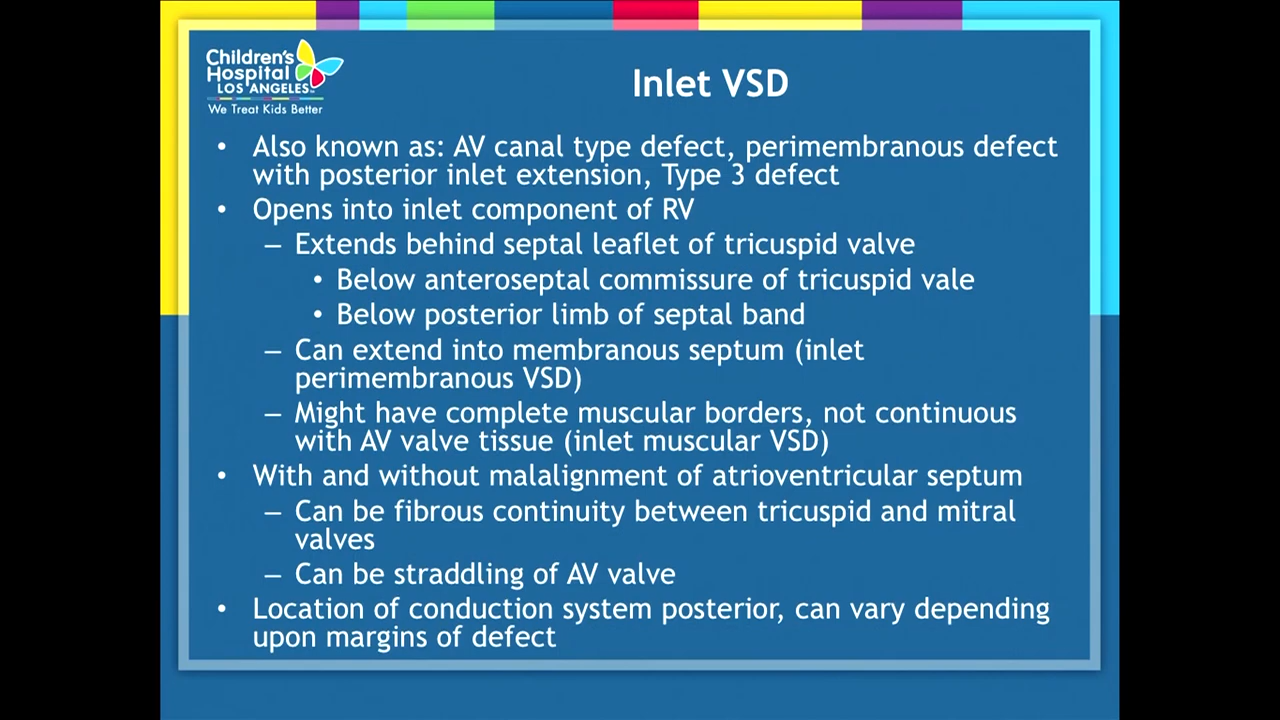 Children's
Hospital
LOS ANGELES™
We Treat Kids Better
Inlet VSD
• Also known as: AV canal type defect, perimembranous defect
with posterior inlet extension, Type 3 defect
• Opens into inlet component of RV
– Extends behind septal leaflet of tricuspid valve
• Below anteroseptal commissure of tricuspid vale
• Below posterior limb of septal band
– Can extend into membranous septum (inlet
perimembranous VSD)
– Might have complete muscular borders, not continuous
with AV valve tissue (inlet muscular VSD)
• With and without malalignment of atrioventricular septum
– Can be fibrous continuity between tricuspid and mitral
valves
– Can be straddling of AV valve
• Location of conduction system posterior, can vary depending
upon margins of defect